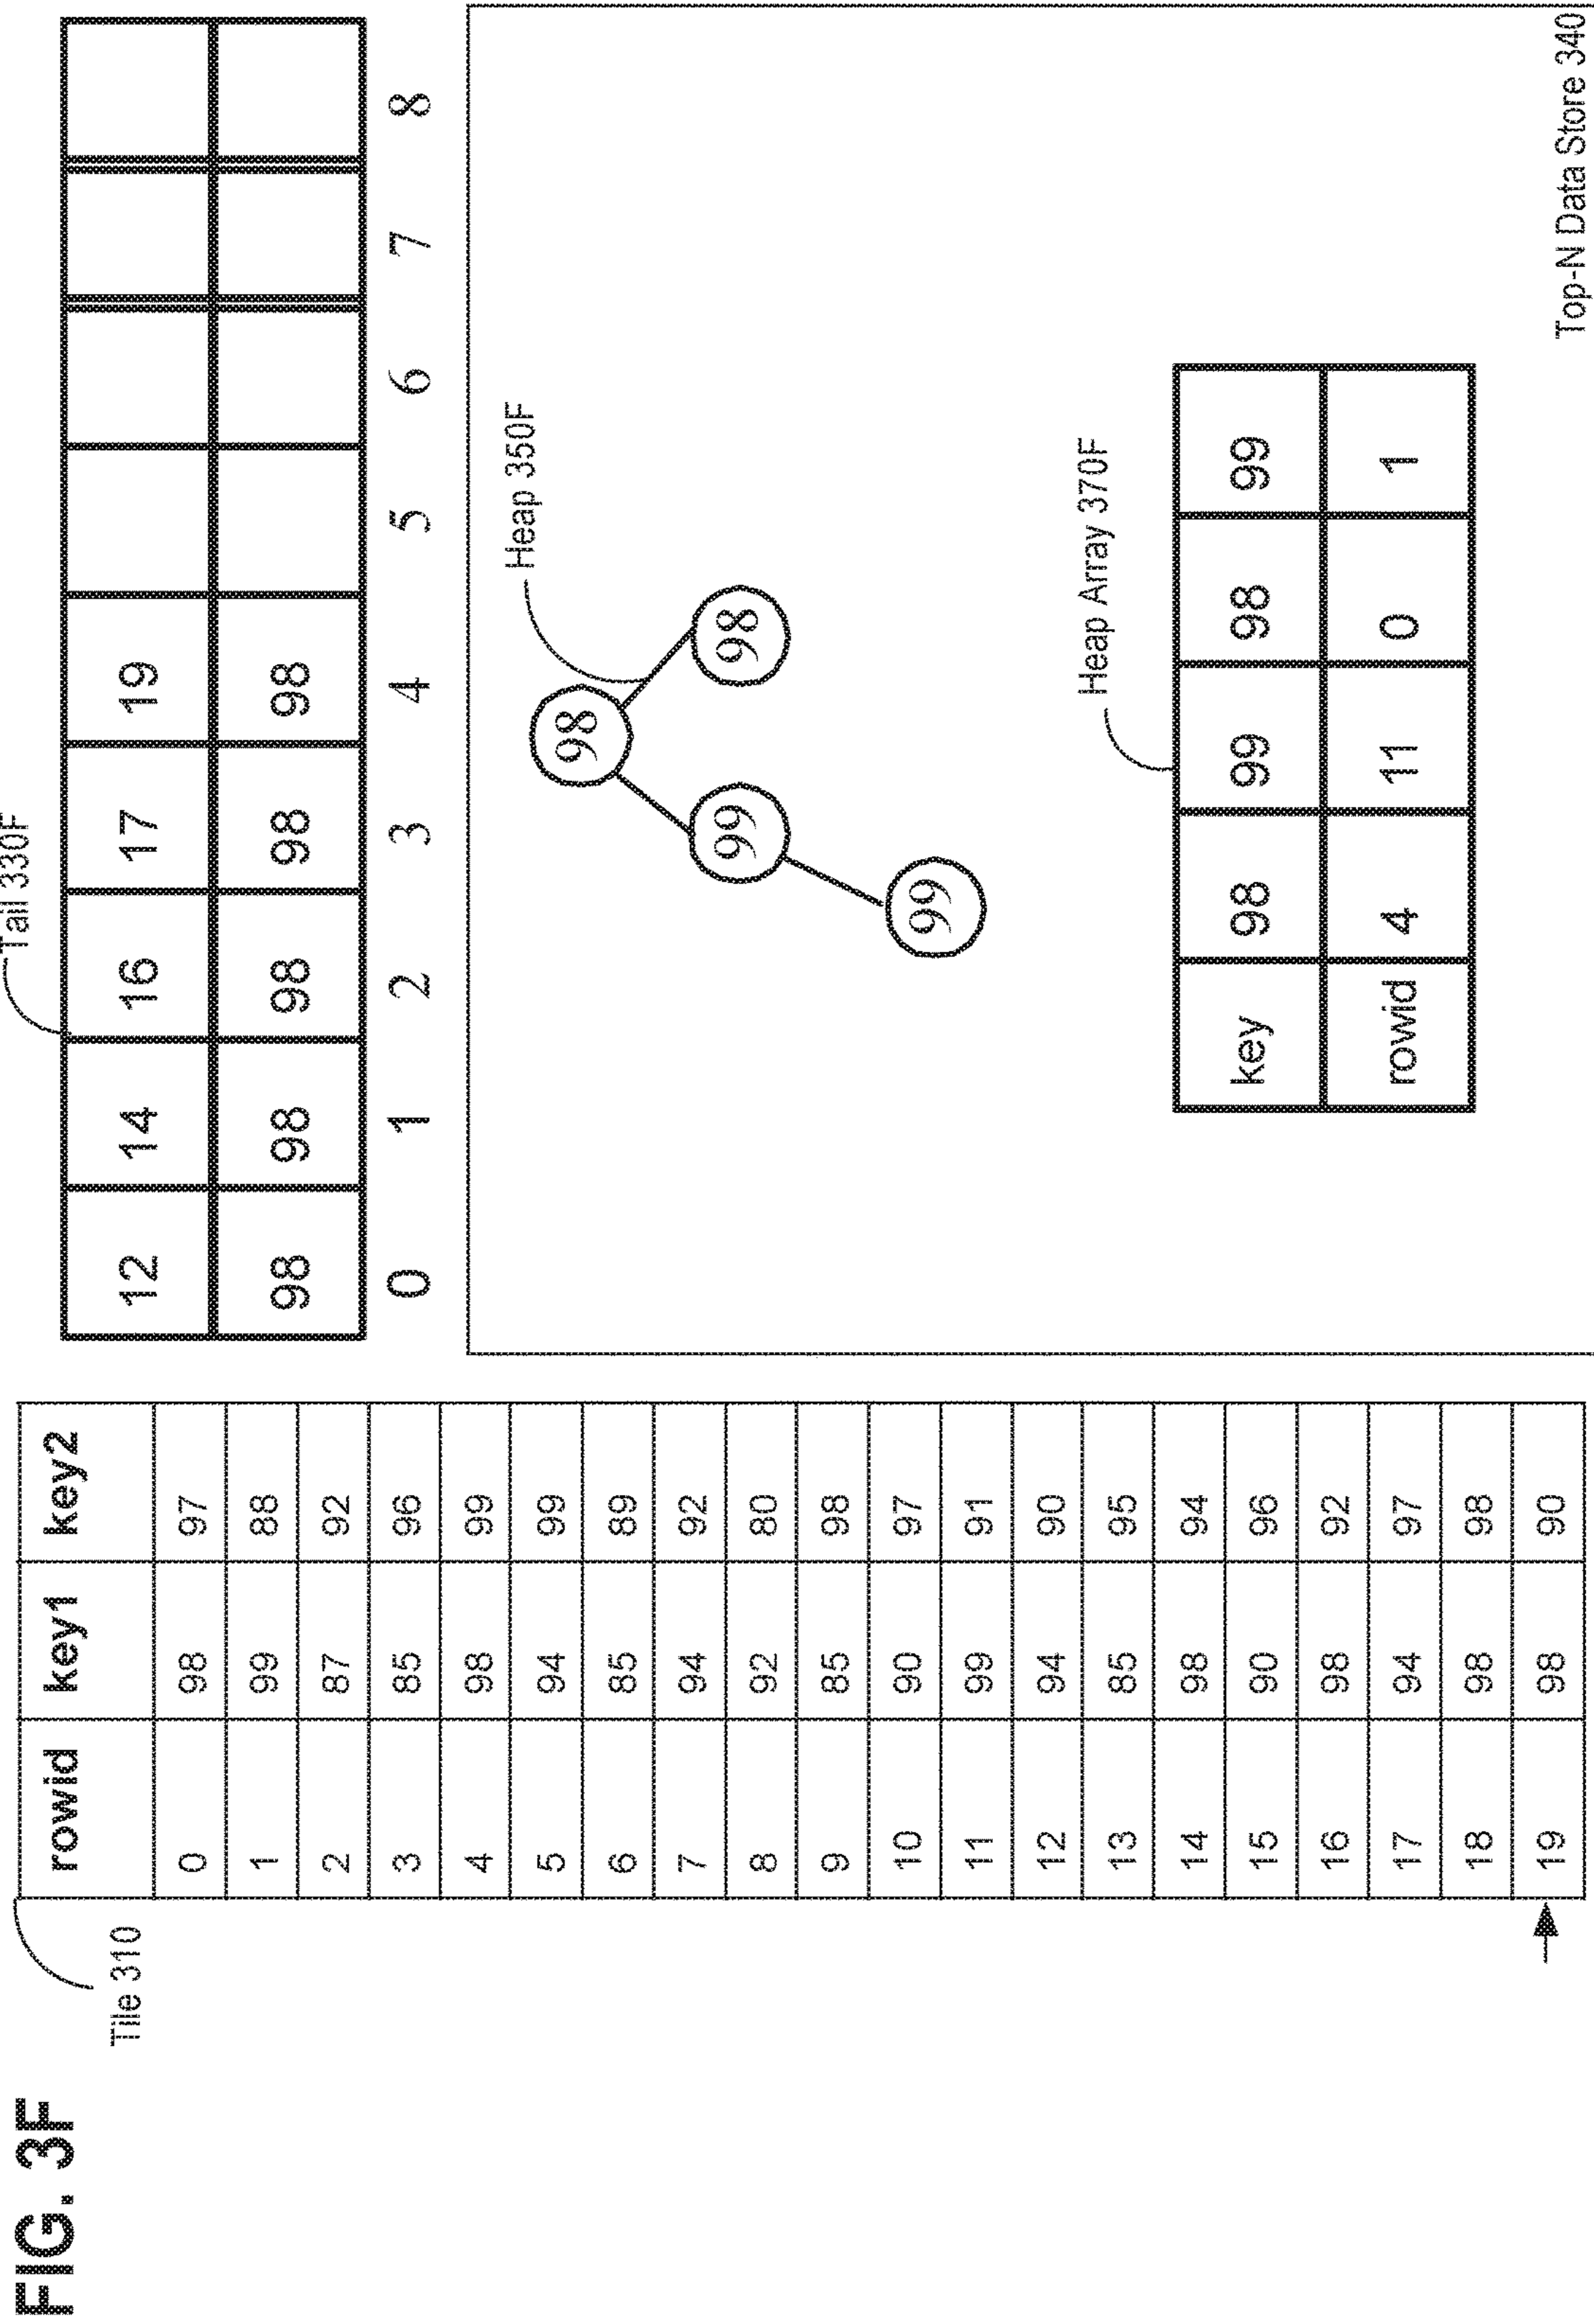 FIG. 3F
Tile 310
rowid key1 key2
0 98 97
1 99 88
2 87 92
3 85 96
4 98 99
5 94 99
6 85 89
7 94 92
8 92 80
9 85 98
10 90 97
11 99 91
12 94 90
13 85 95
14 98 94
15 90 96
16 98 92
17 94 97
18 98 98
19 98 90
Tail 330F
12 14 16 17 19
98 98 98 98 98
0 1 2 3 4 5 6 7 8
Heap 350F
98
99 98
99
Heap Array 370F
key 98 99 98 99
rowid 4 11 0 1
Top-N Data Store 340